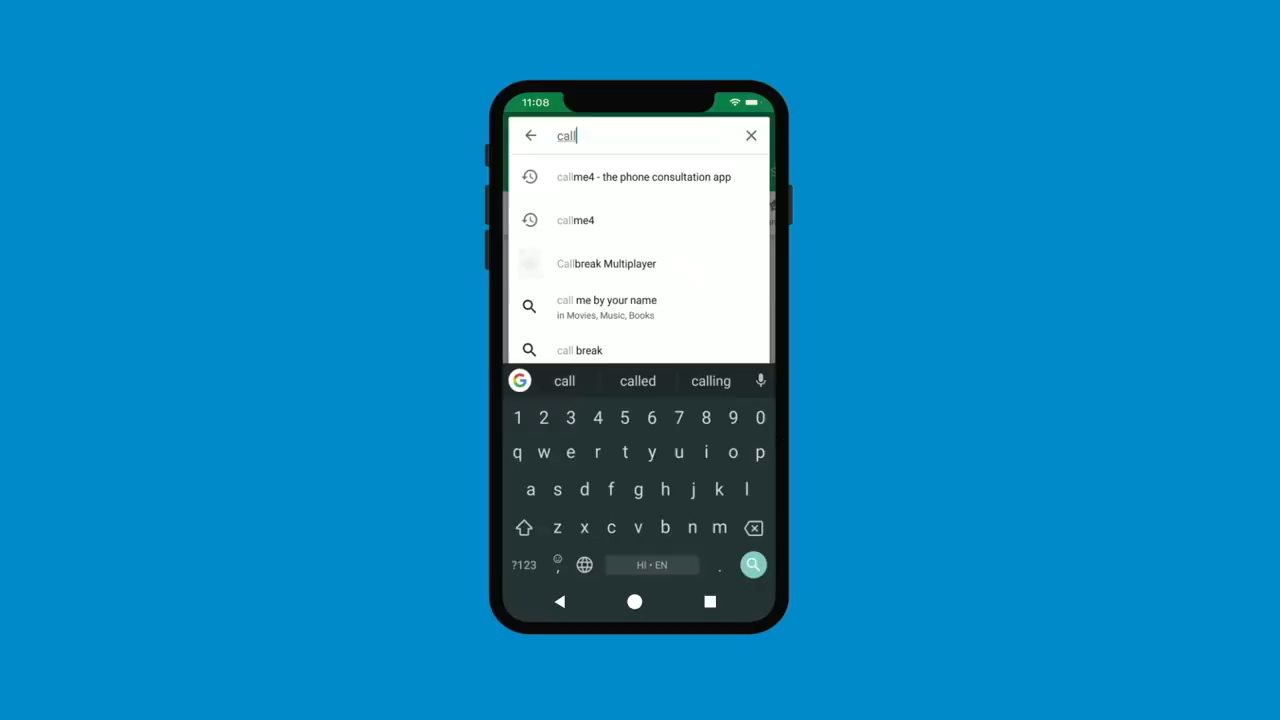 11:08
call
callme4 - the phone consultation app
callme4
Callbreak Multiplayer
call me by your name
in Movies, Music, Books
call break
G call called calling
1 2 3 4 5 6 7 8 9 0
q w e r t y u i o p
a s d f g h j k l
z x c v b n m
?123 , HI • EN .